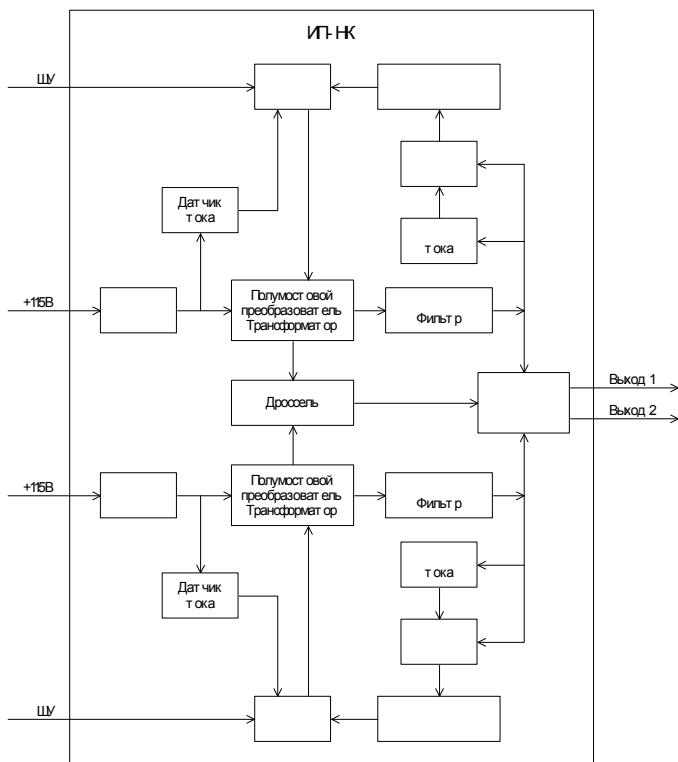 ИП-НК
ШУ
Датчик
тока
тока
+115В
Полумостовой
преобразователь
Трансформатор
Фильтр
Выход 1
Дроссель
Выход 2
+115В
Полумостовой
преобразователь
Трансформатор
Фильтр
тока
Датчик
тока
ШУ